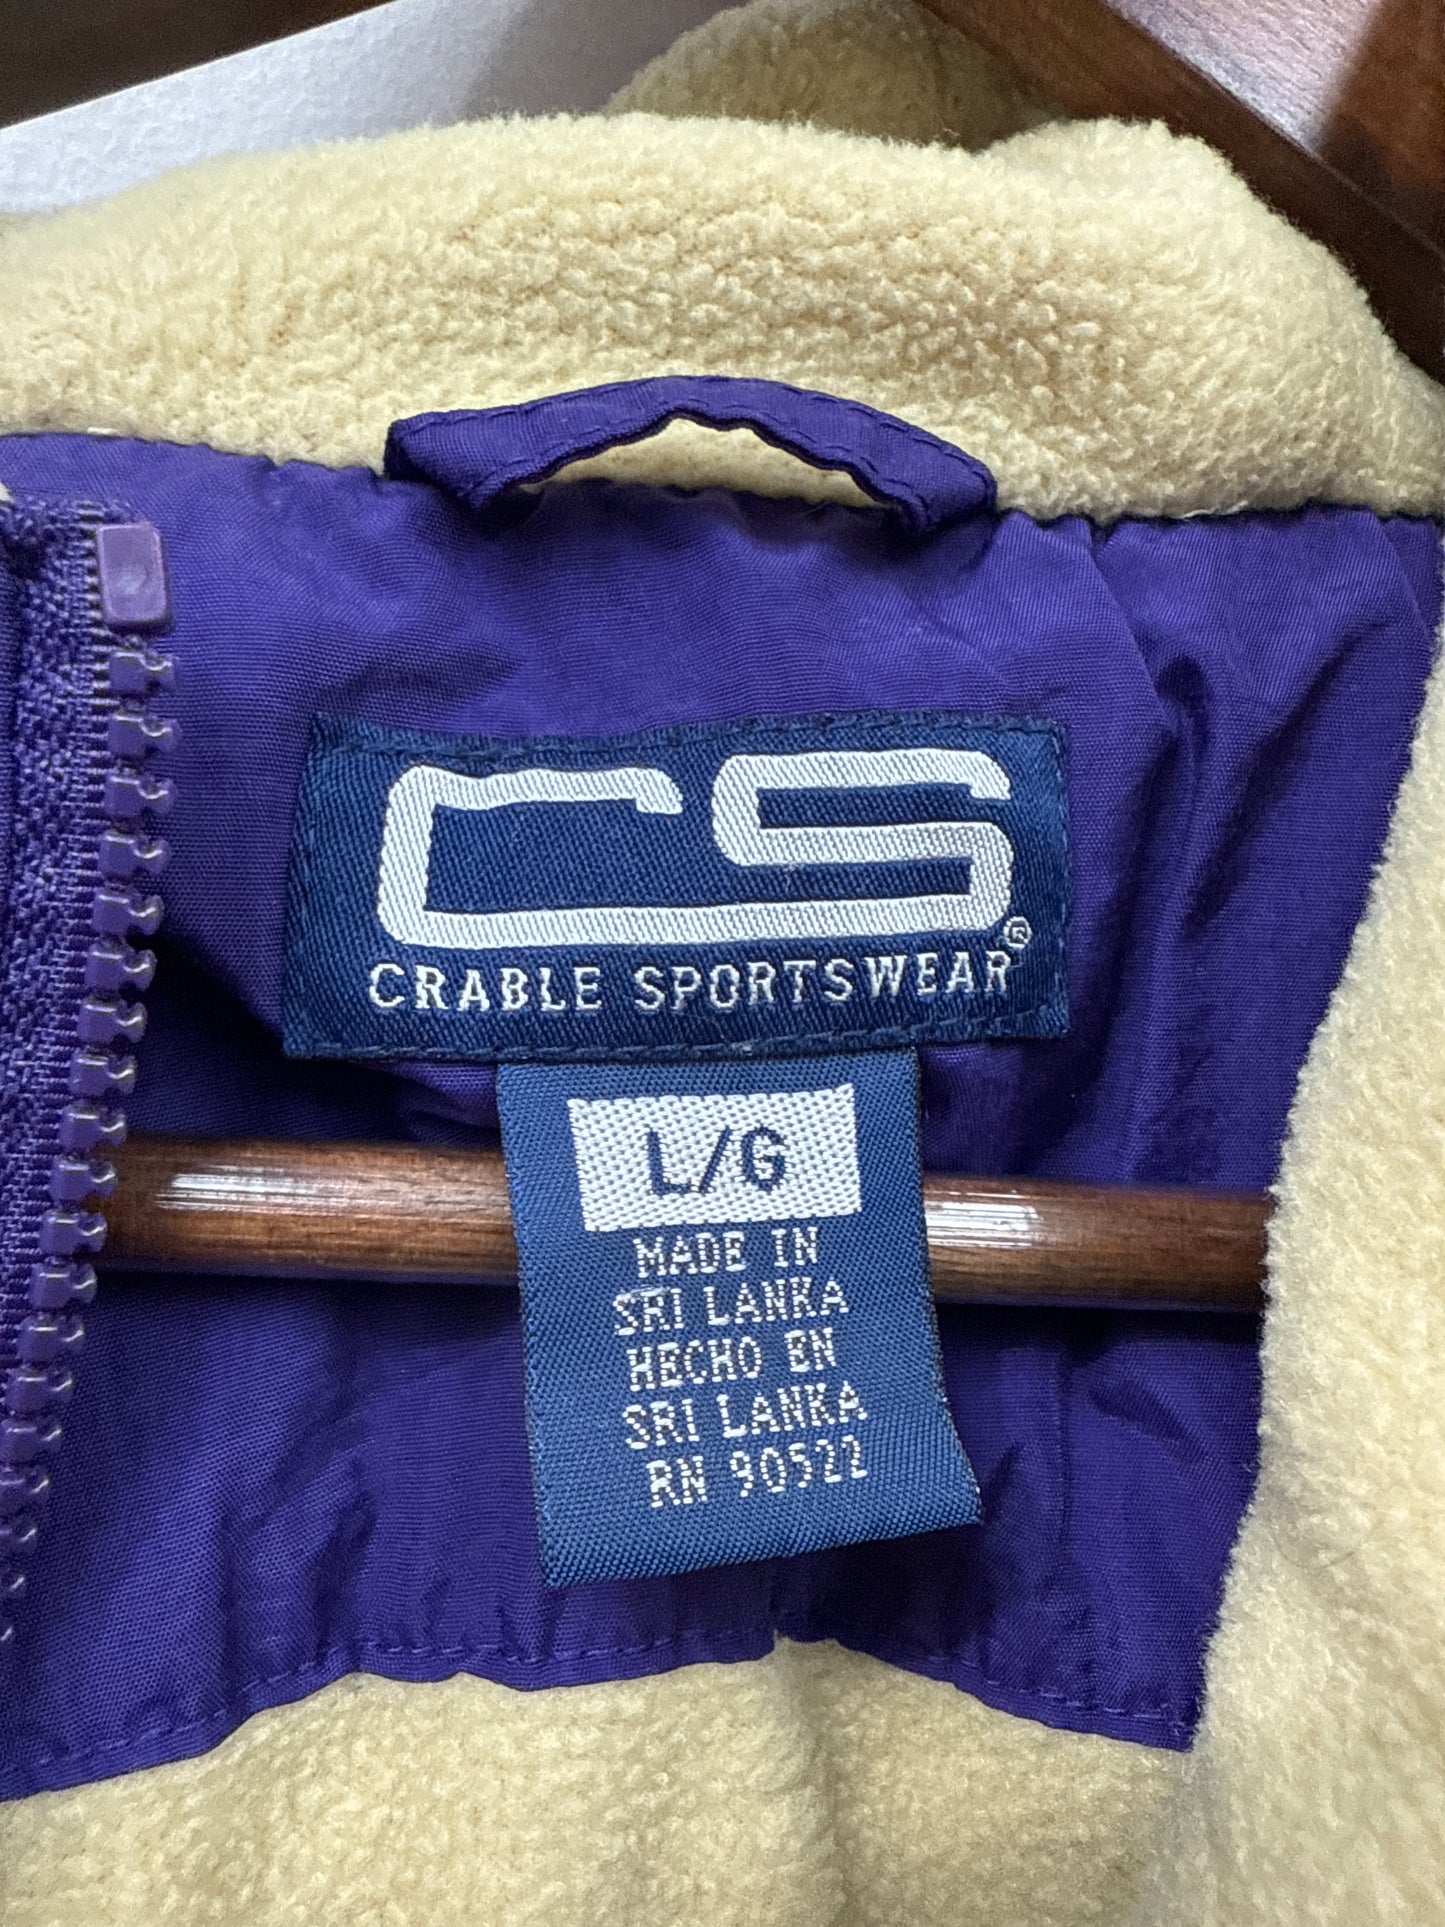 CS®
CRABLE SPORTSWEAR
L/G
MADE IN
SRI LANKA
HECHO EN
SRI LANKA
RN 90522